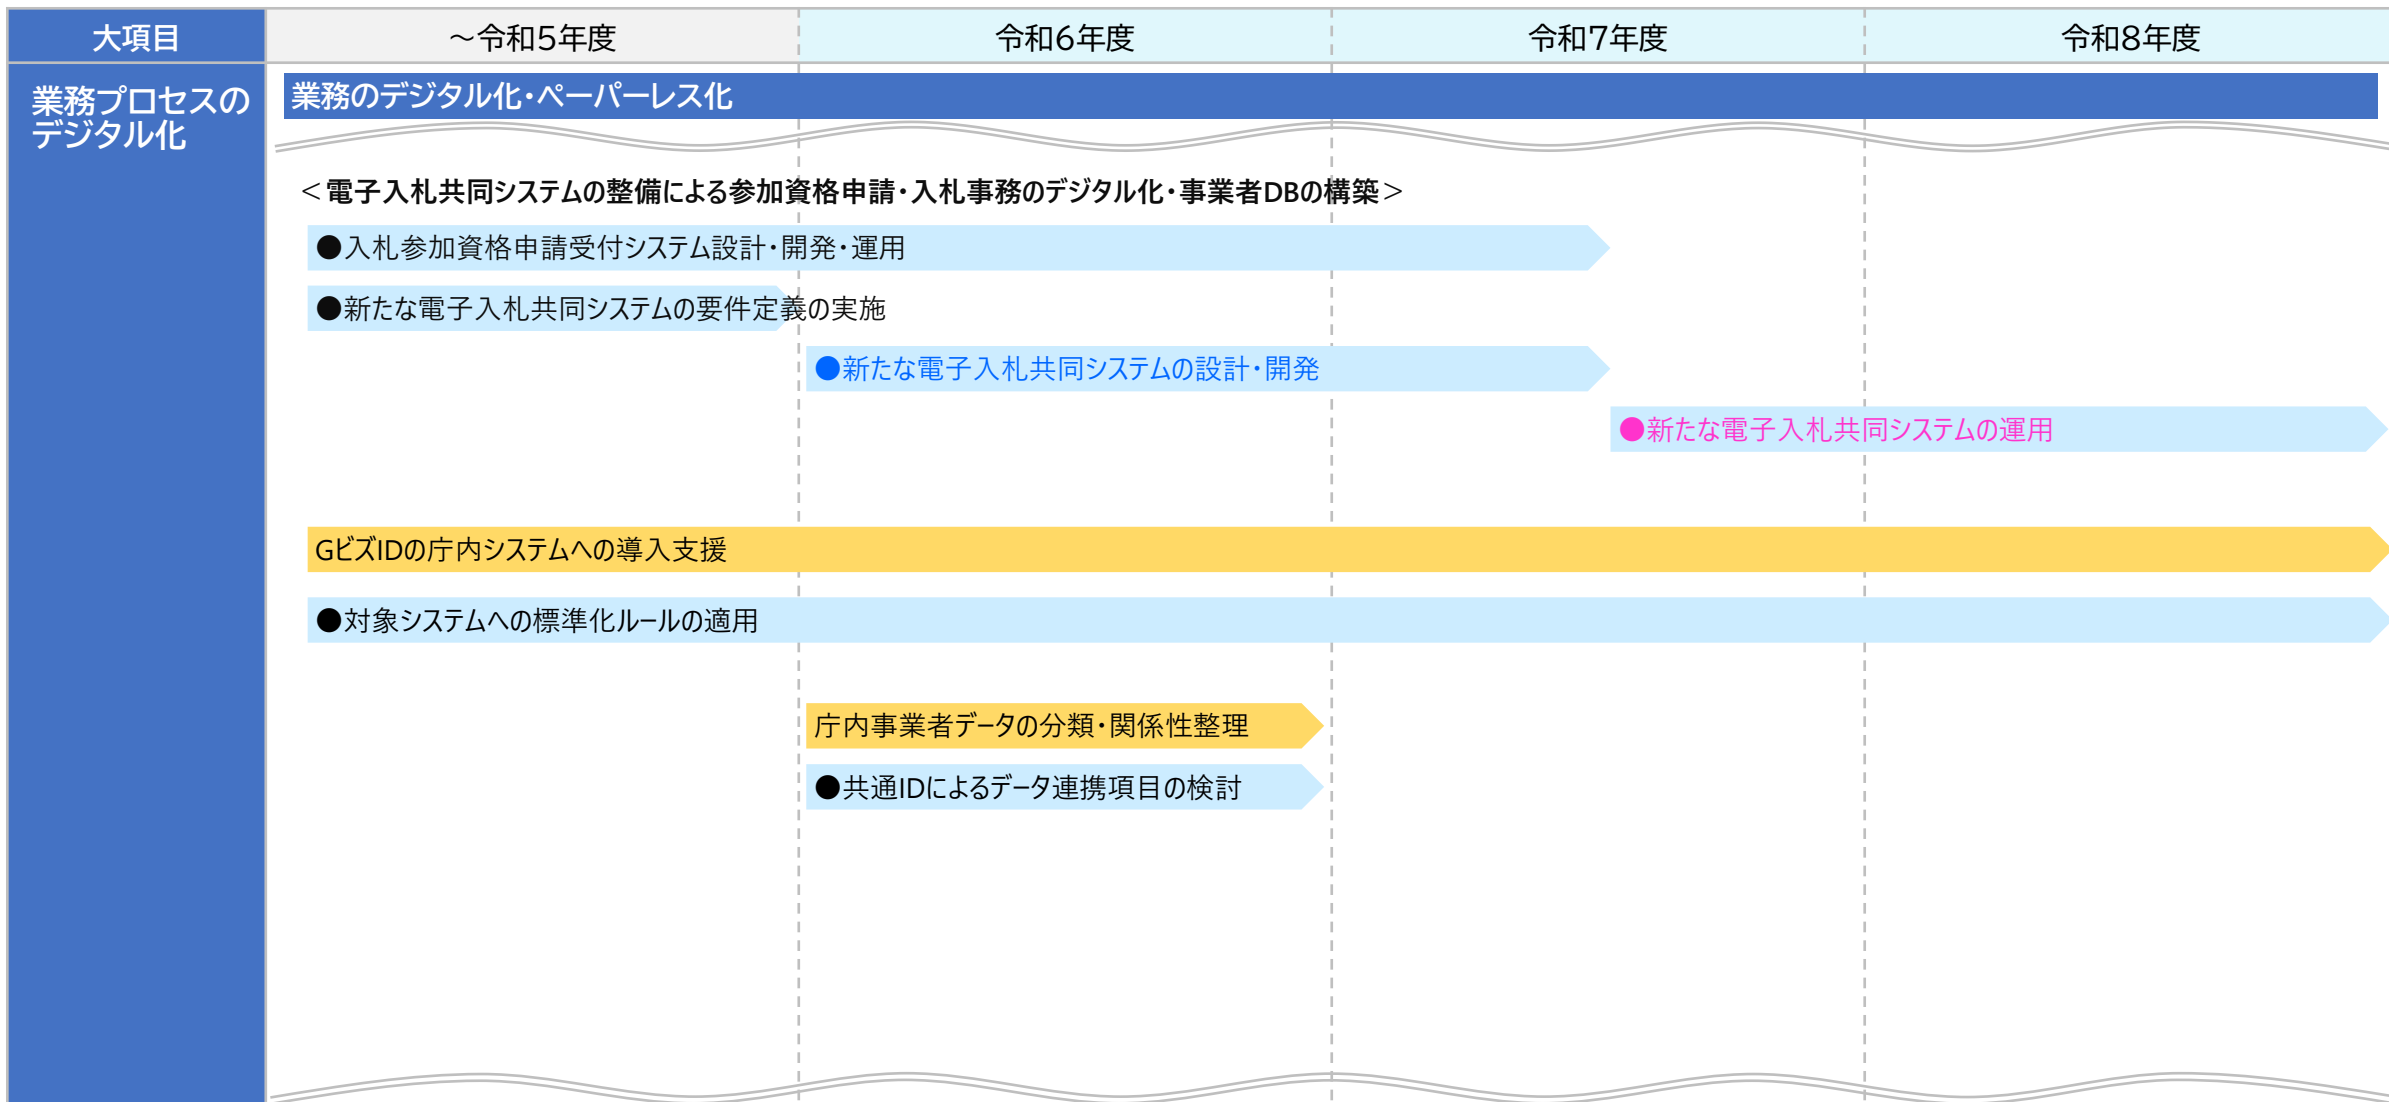 大項目
～令和5年度
令和6年度
令和7年度
令和8年度
業務プロセスの
デジタル化
業務のデジタル化・ペーパーレス化
＜電子入札共同システムの整備による参加資格申請・入札事務のデジタル化・事業者DBの構築＞
●入札参加資格申請受付システム設計・開発・運用
●新たな電子入札共同システムの要件定義の実施
●新たな電子入札共同システムの設計・開発
●新たな電子入札共同システムの運用
GビズIDの庁内システムへの導入支援
●対象システムへの標準化ルールの適用
庁内事業者データの分類・関係性整理
●共通IDによるデータ連携項目の検討